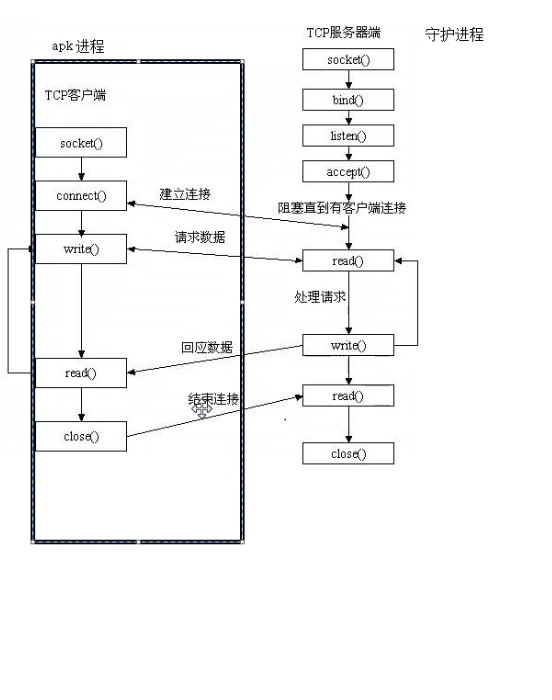 apk 进程
TCP客户端
socket()
connect()
write()
read()
close()
建立连接
请求数据
回应数据
结束连接
TCP服务器端
守护进程
socket()
bind()
listen()
accept()
阻塞直到有客户端连接
read()
处理请求
write()
read()
close()